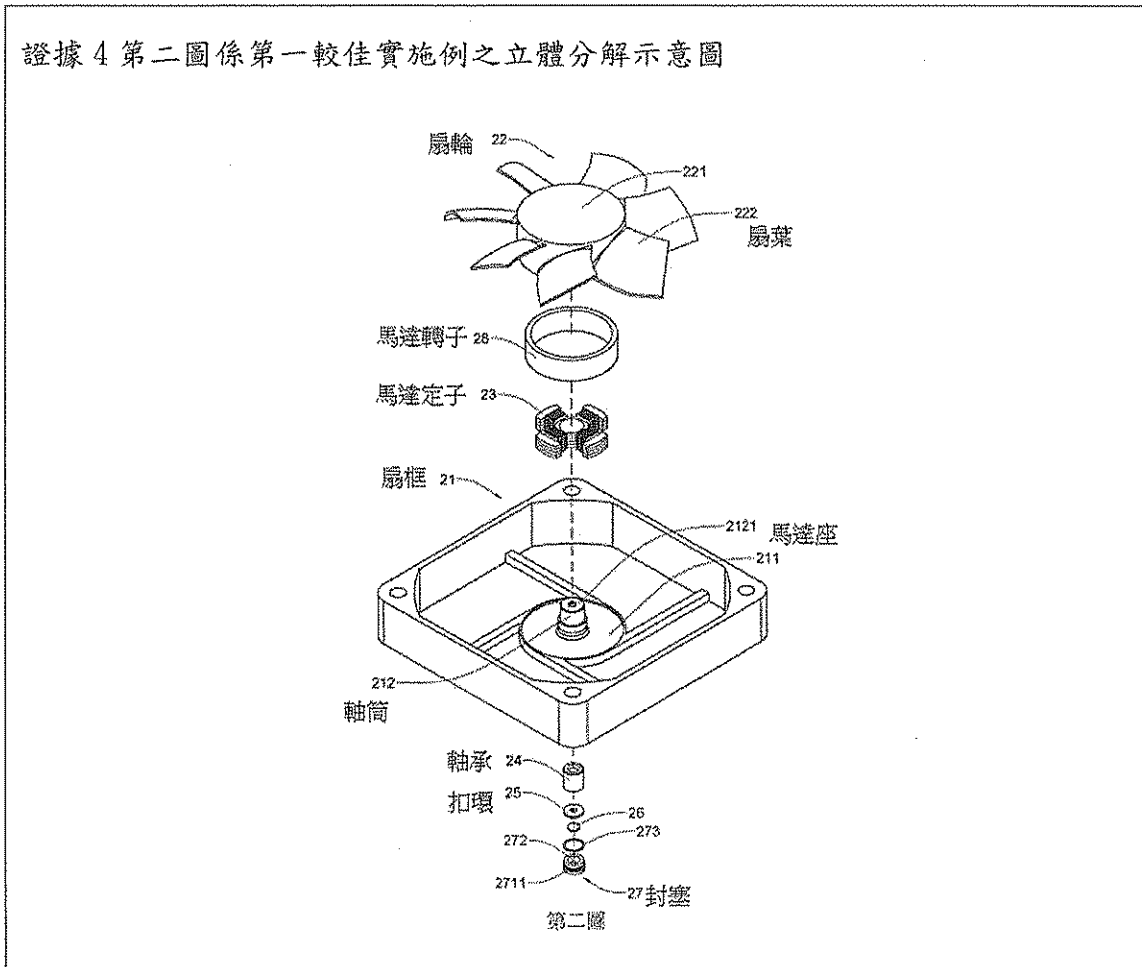 證據 4 第二圖係第一較佳實施例之立體分解示意圖
扇輪 22
221
222
扇葉
馬達轉子 28
馬達定子 23
扇框 21
2121
馬達座
211
212
軸筒
軸承 24
扣環 25
26
273
272
2711
27 封塞
第二圖